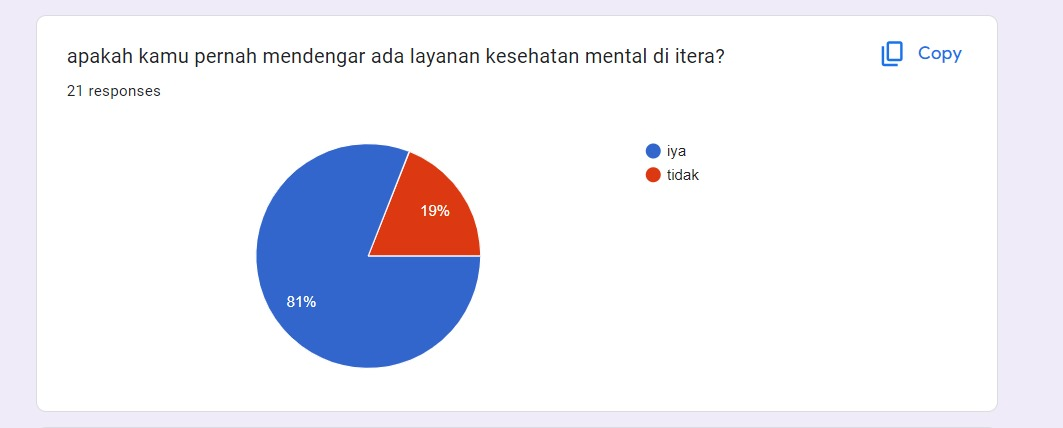 apakah kamu pernah mendengar ada layanan kesehatan mental di itera?
Copy
21 responses
iya
tidak
19%
81%